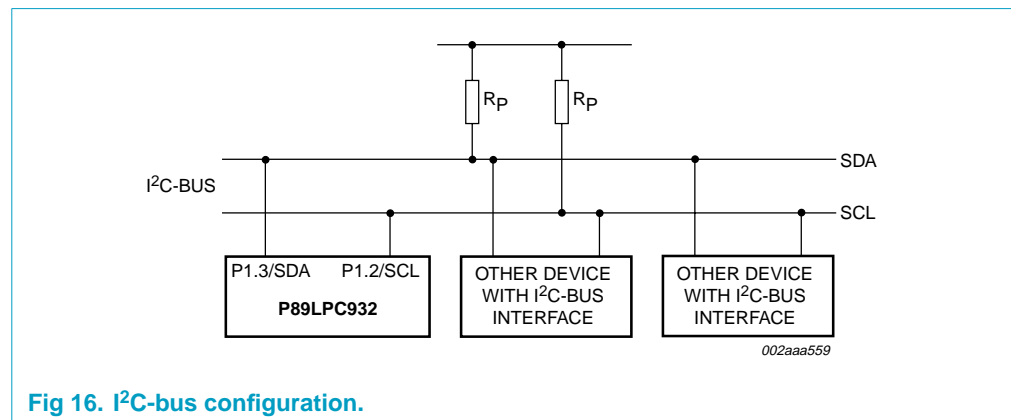 RP RP
SDA
I2C-BUS
SCL
P1.3/SDA P1.2/SCL
P89LPC932
OTHER DEVICE
WITH I2C-BUS
INTERFACE
OTHER DEVICE
WITH I2C-BUS
INTERFACE
002aaa559
Fig 16. I2C-bus configuration.